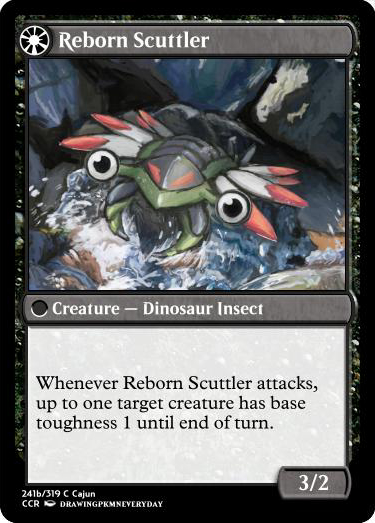 Reborn Scuttler
Creature — Dinosaur Insect
Whenever Reborn Scuttler attacks,
up to one target creature has base
toughness 1 until end of turn.
3/2
241b/319 C Cajun
CCR DRAWINGPKMNEVERYDAY